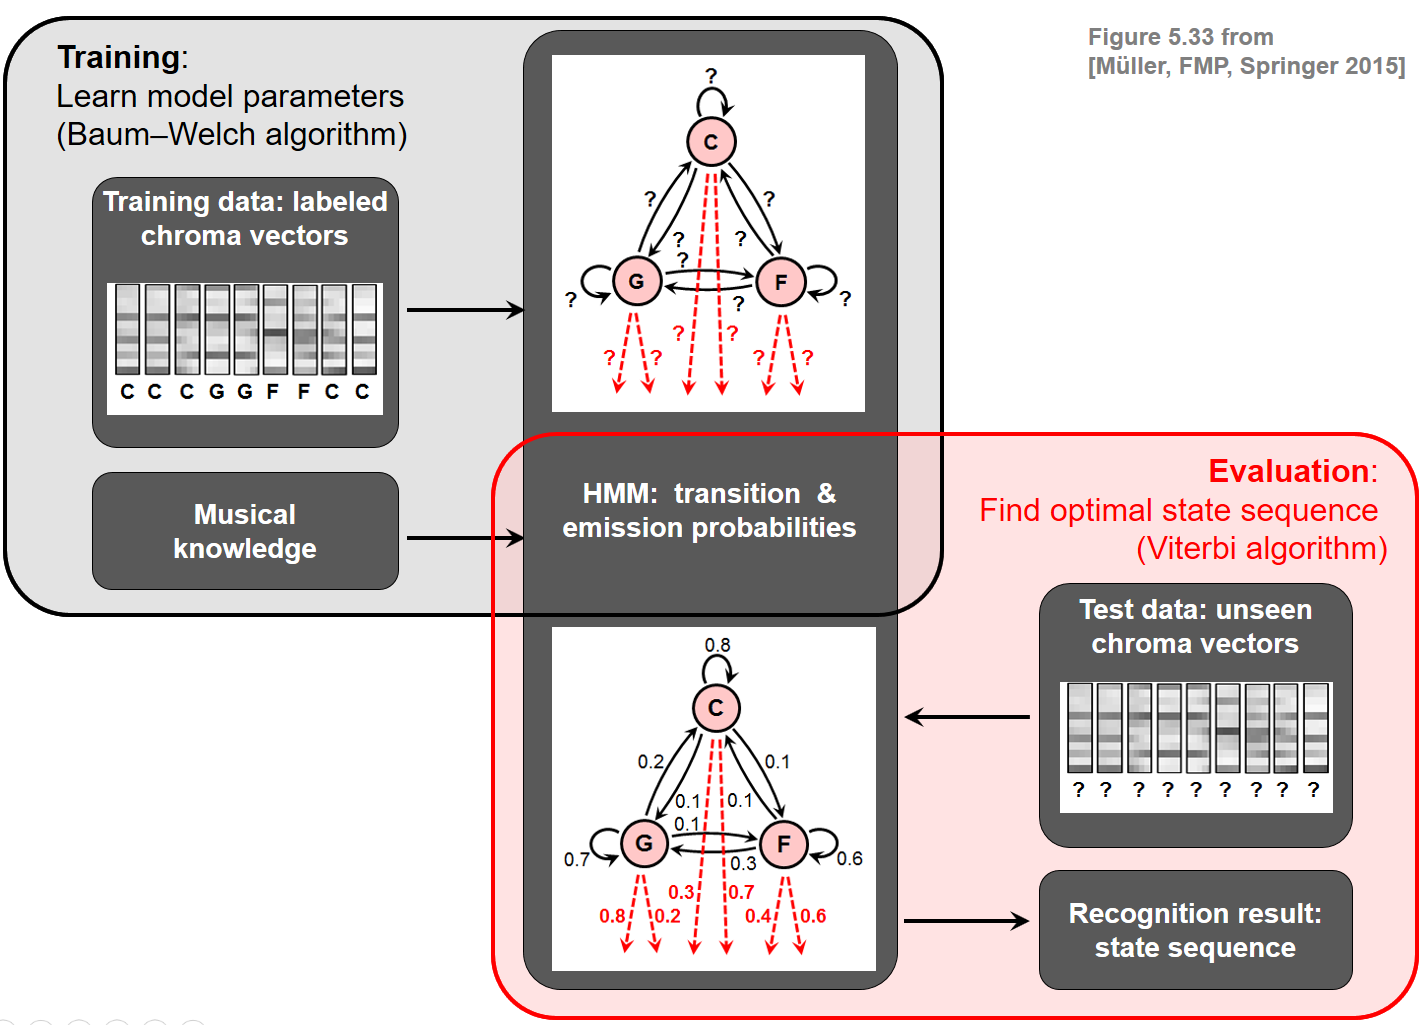 Figure 5.33 from
[Müller, FMP, Springer 2015]
Training:
Learn model parameters
(Baum–Welch algorithm)
Training data: labeled
chroma vectors
C C C G G F F C C
Musical
knowledge
?
C
? ?
? ?
?
G F
? ?
?
? ?
? ? ? ?
HMM: transition &
emission probabilities
Evaluation:
Find optimal state sequence
(Viterbi algorithm)
Test data: unseen
chroma vectors
? ? ? ? ? ? ? ? ?
Recognition result:
state sequence
0.8
C
0.2 0.1
0.1 0.1
0.1
G F
0.7 0.3 0.6
0.3 0.7
0.8 0.2 0.4 0.6